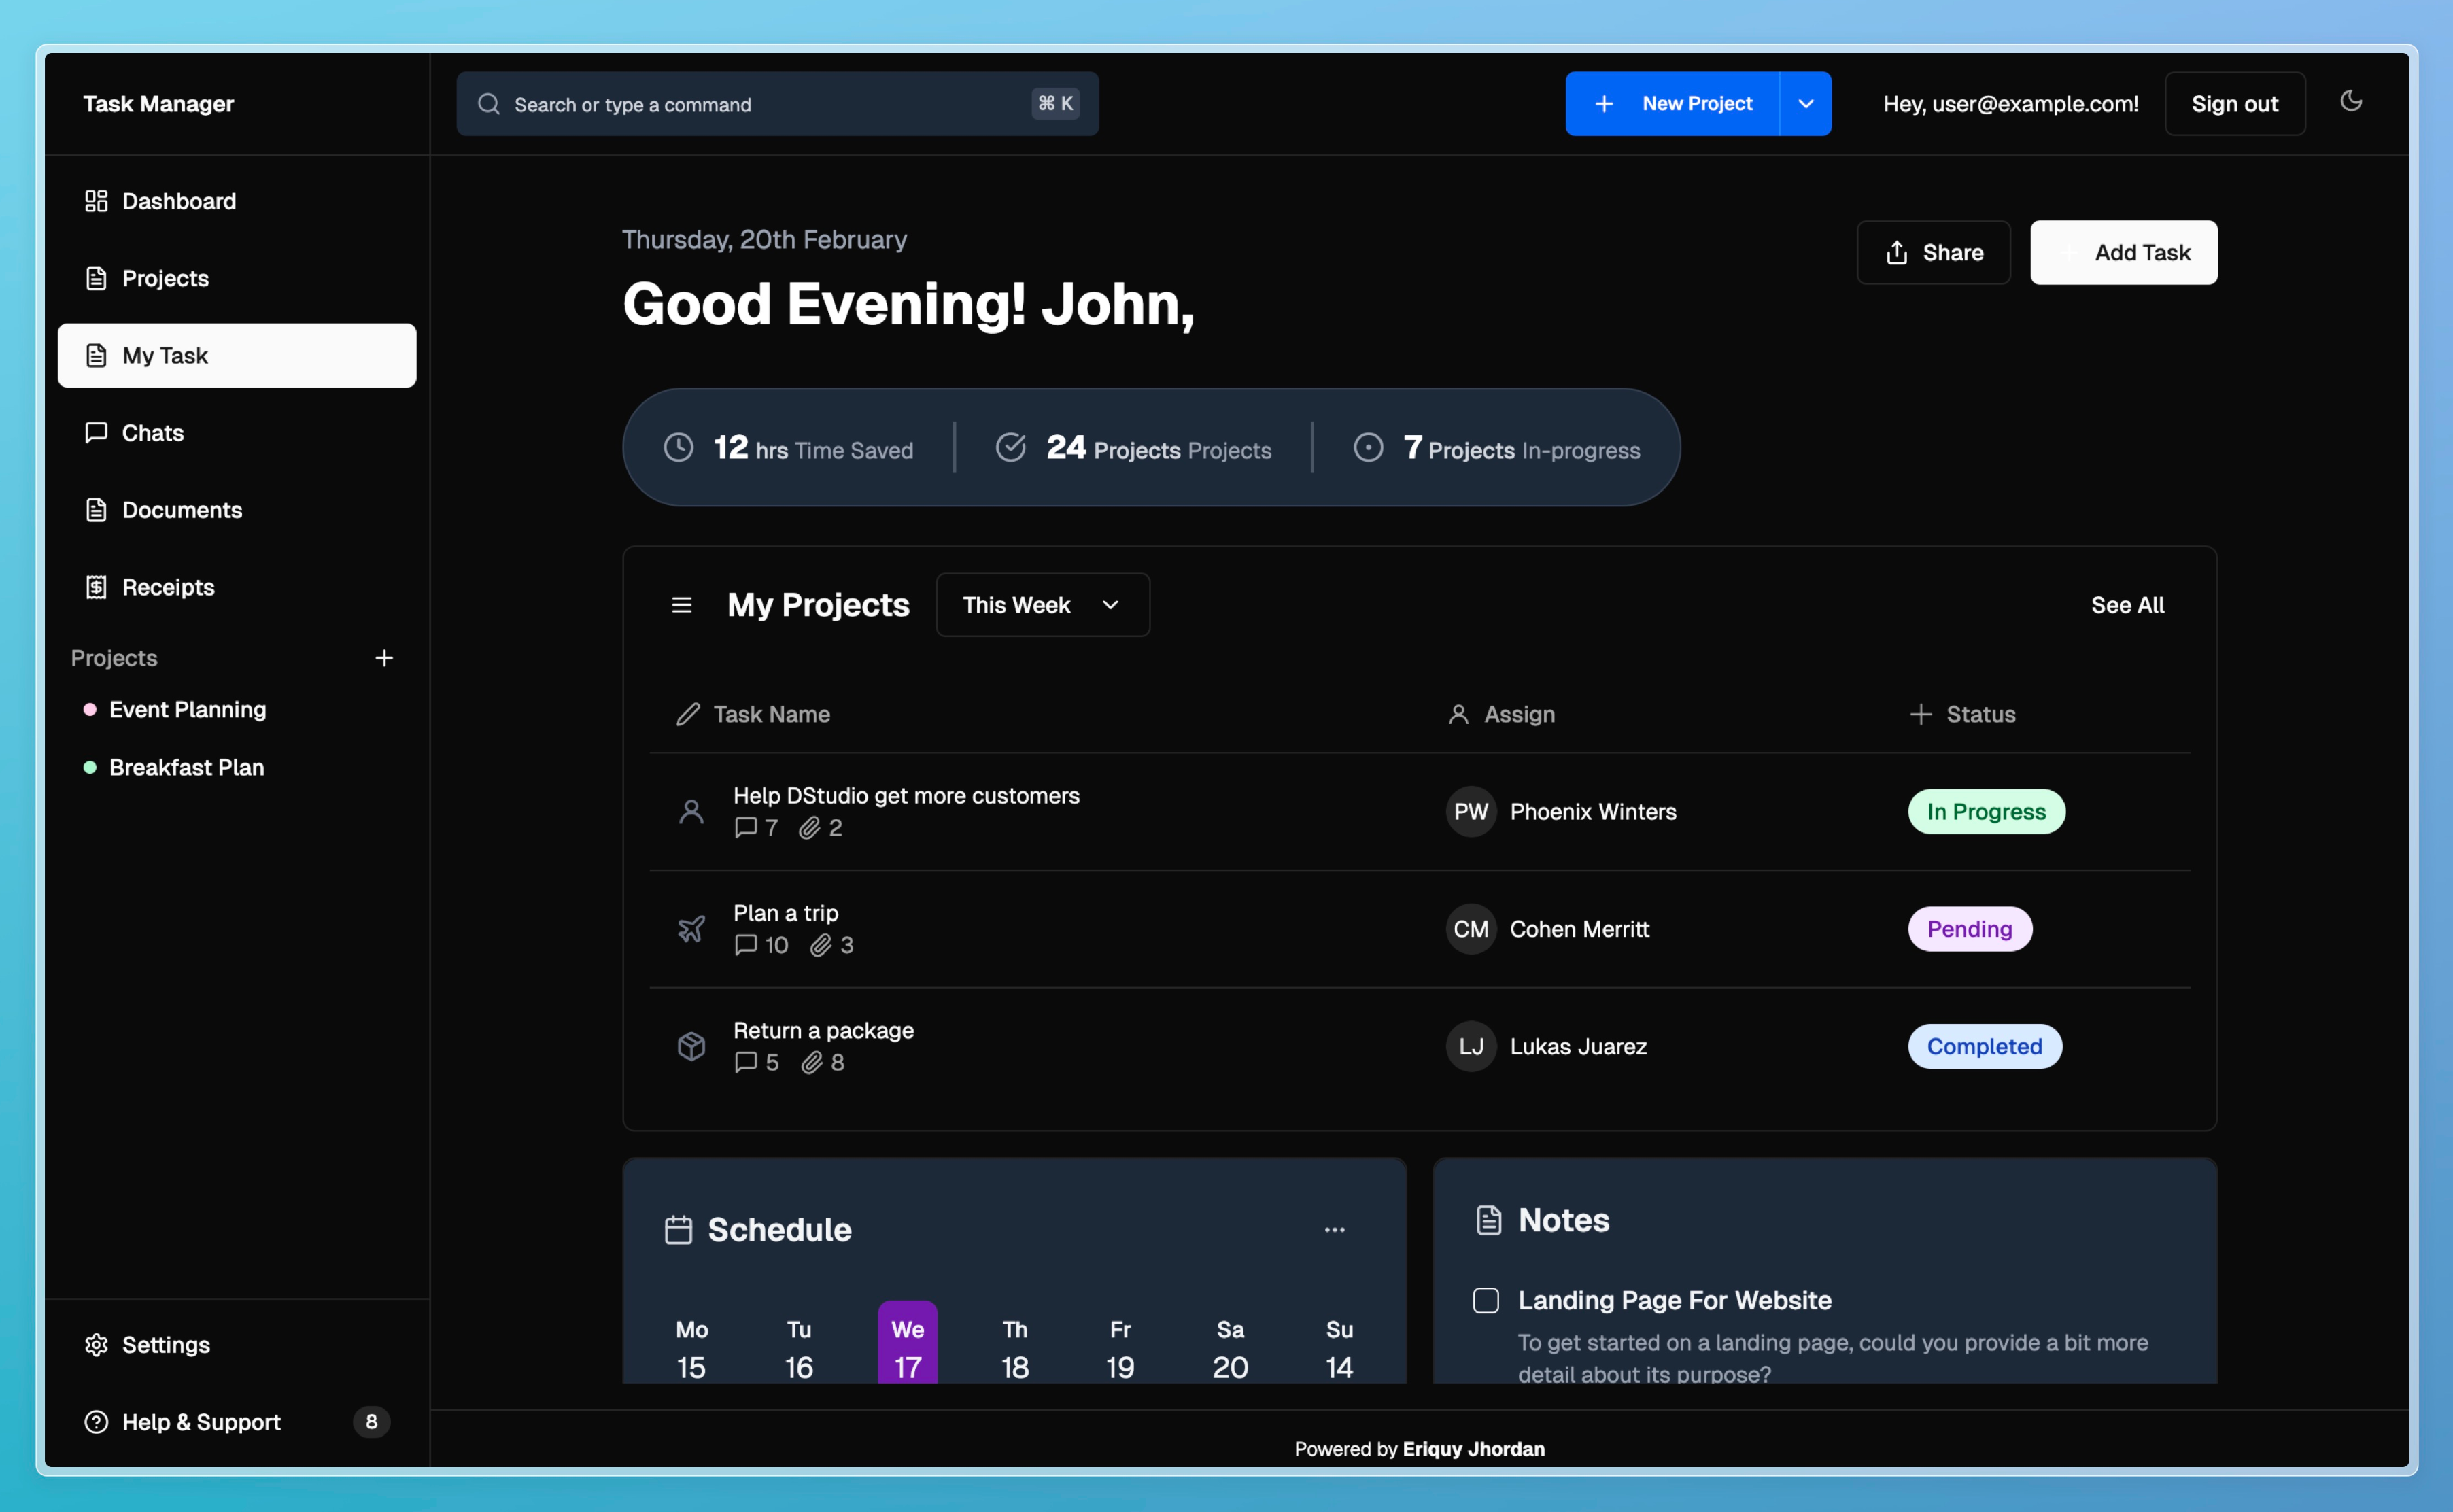 Task Manager
Search or type a command
⌘ K
New Project
Hey, user@example.com!
Sign out
Dashboard
Projects
My Task
Chats
Documents
Receipts
Projects
Event Planning
Breakfast Plan
Settings
Help & Support
8
Thursday, 20th February
Good Evening! John,
Share
Add Task
12 hrs Time Saved
24 Projects Projects
7 Projects In-progress
My Projects
This Week
See All
Task Name
Assign
Status
Help DStudio get more customers
7 2
PW Phoenix Winters
In Progress
Plan a trip
10 3
CM Cohen Merritt
Pending
Return a package
5 8
LJ Lukas Juarez
Completed
Schedule
Mo Tu We Th Fr Sa Su
15 16 17 18 19 20 14
Notes
Landing Page For Website
To get started on a landing page, could you provide a bit more
detail about its purpose?
Powered by Eriquy Jhordan